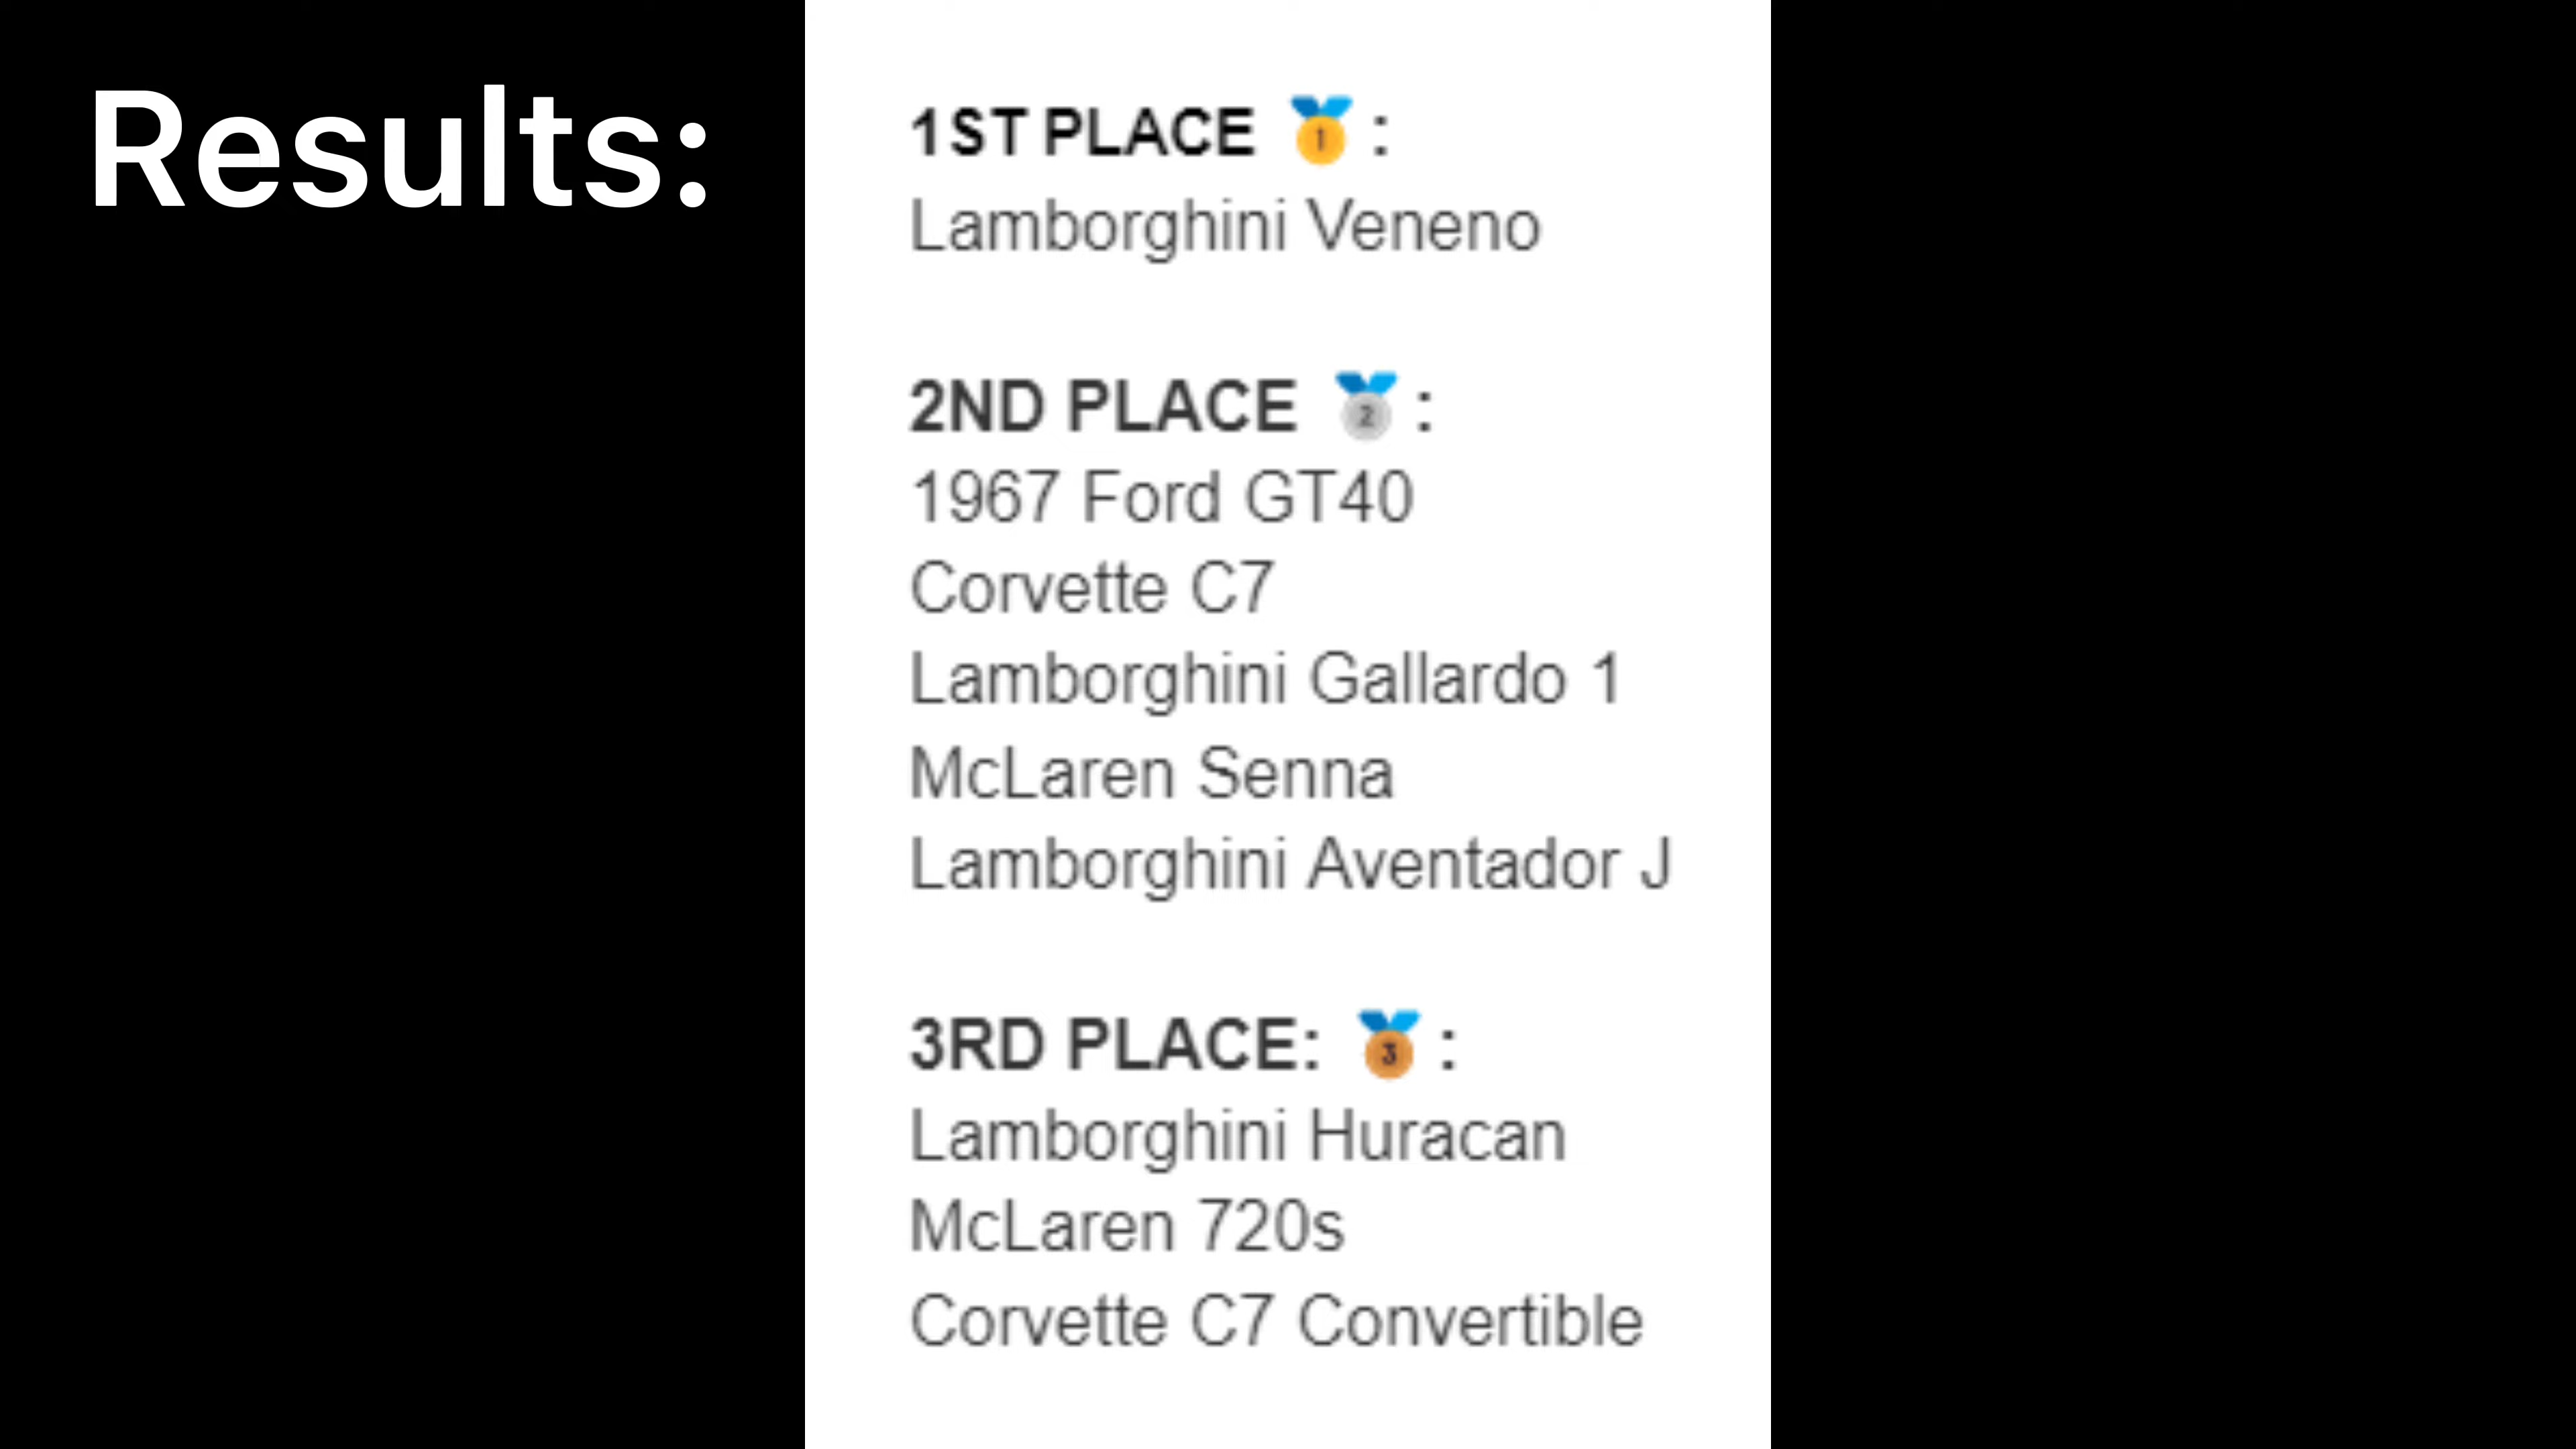 Results:
1ST PLACE 🥇 :
Lamborghini Veneno
2ND PLACE 🥈 :
1967 Ford GT40
Corvette C7
Lamborghini Gallardo 1
McLaren Senna
Lamborghini Aventador J
3RD PLACE: 🥉 :
Lamborghini Huracan
McLaren 720s
Corvette C7 Convertible